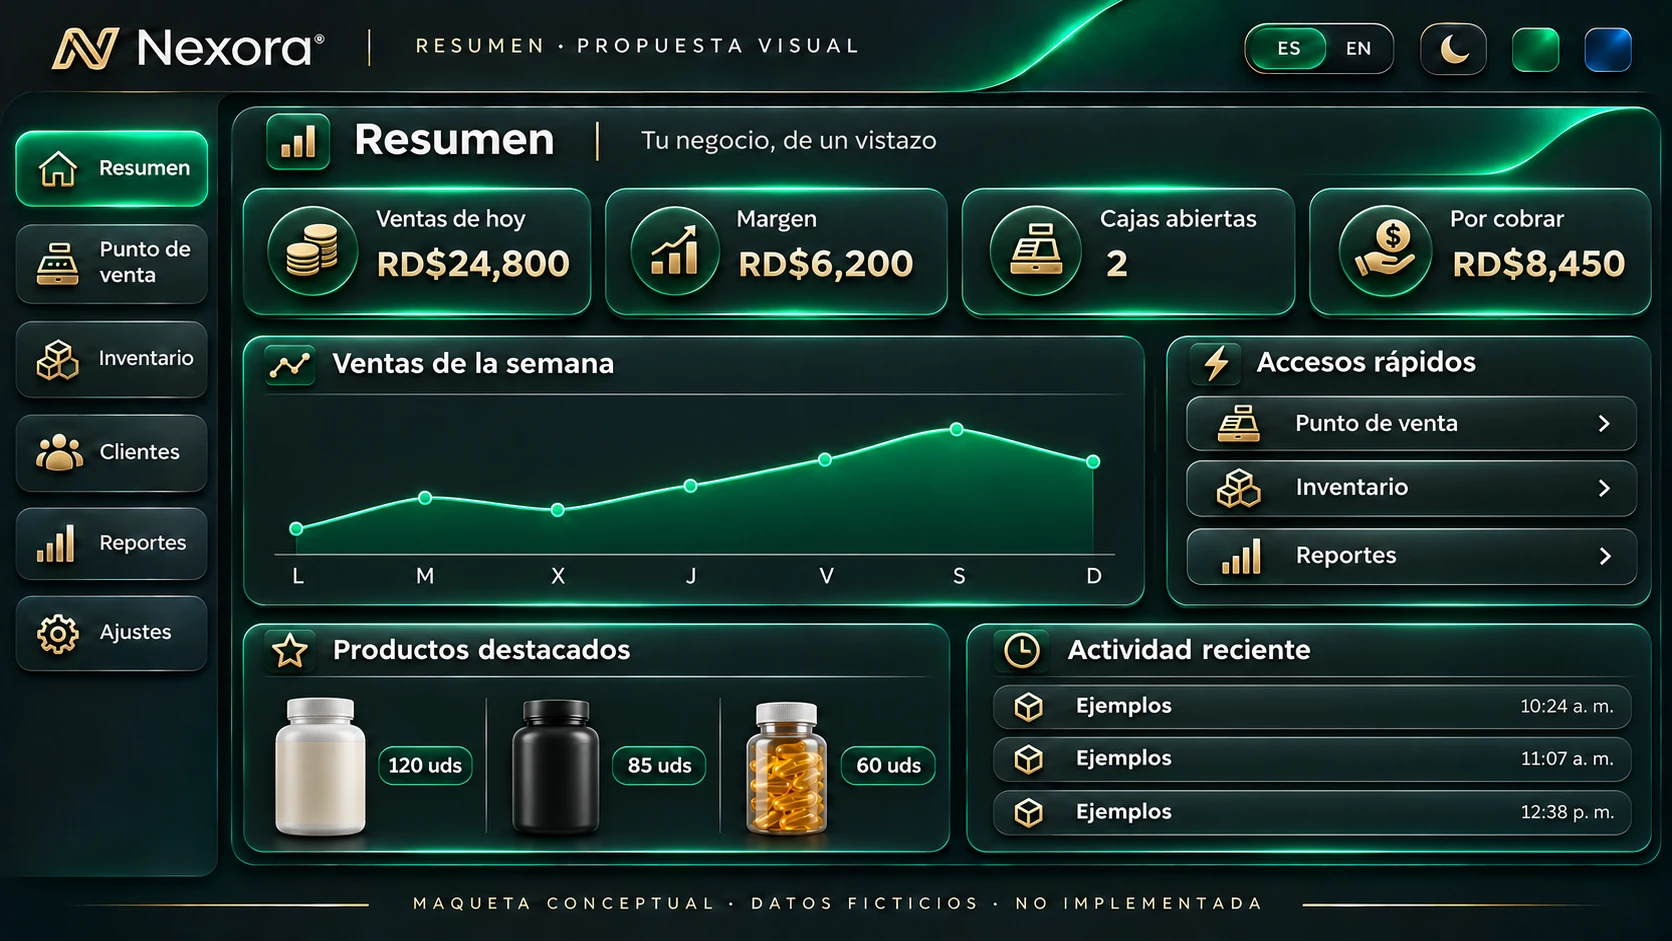 Nexora®
RESUMEN · PROPUESTA VISUAL
ES
EN
Resumen
Punto de
venta
Inventario
Clientes
Reportes
Ajustes
Resumen
Tu negocio, de un vistazo
Ventas de hoy
RD$24,800
Margen
RD$6,200
Cajas abiertas
2
Por cobrar
RD$8,450
Ventas de la semana
L M X J V S D
Accesos rápidos
Punto de venta
Inventario
Reportes
Productos destacados
120 uds
85 uds
60 uds
Actividad reciente
Ejemplos 10:24 a. m.
Ejemplos 11:07 a. m.
Ejemplos 12:38 p. m.
MAQUETA CONCEPTUAL · DATOS FICTICIOS · NO IMPLEMENTADA